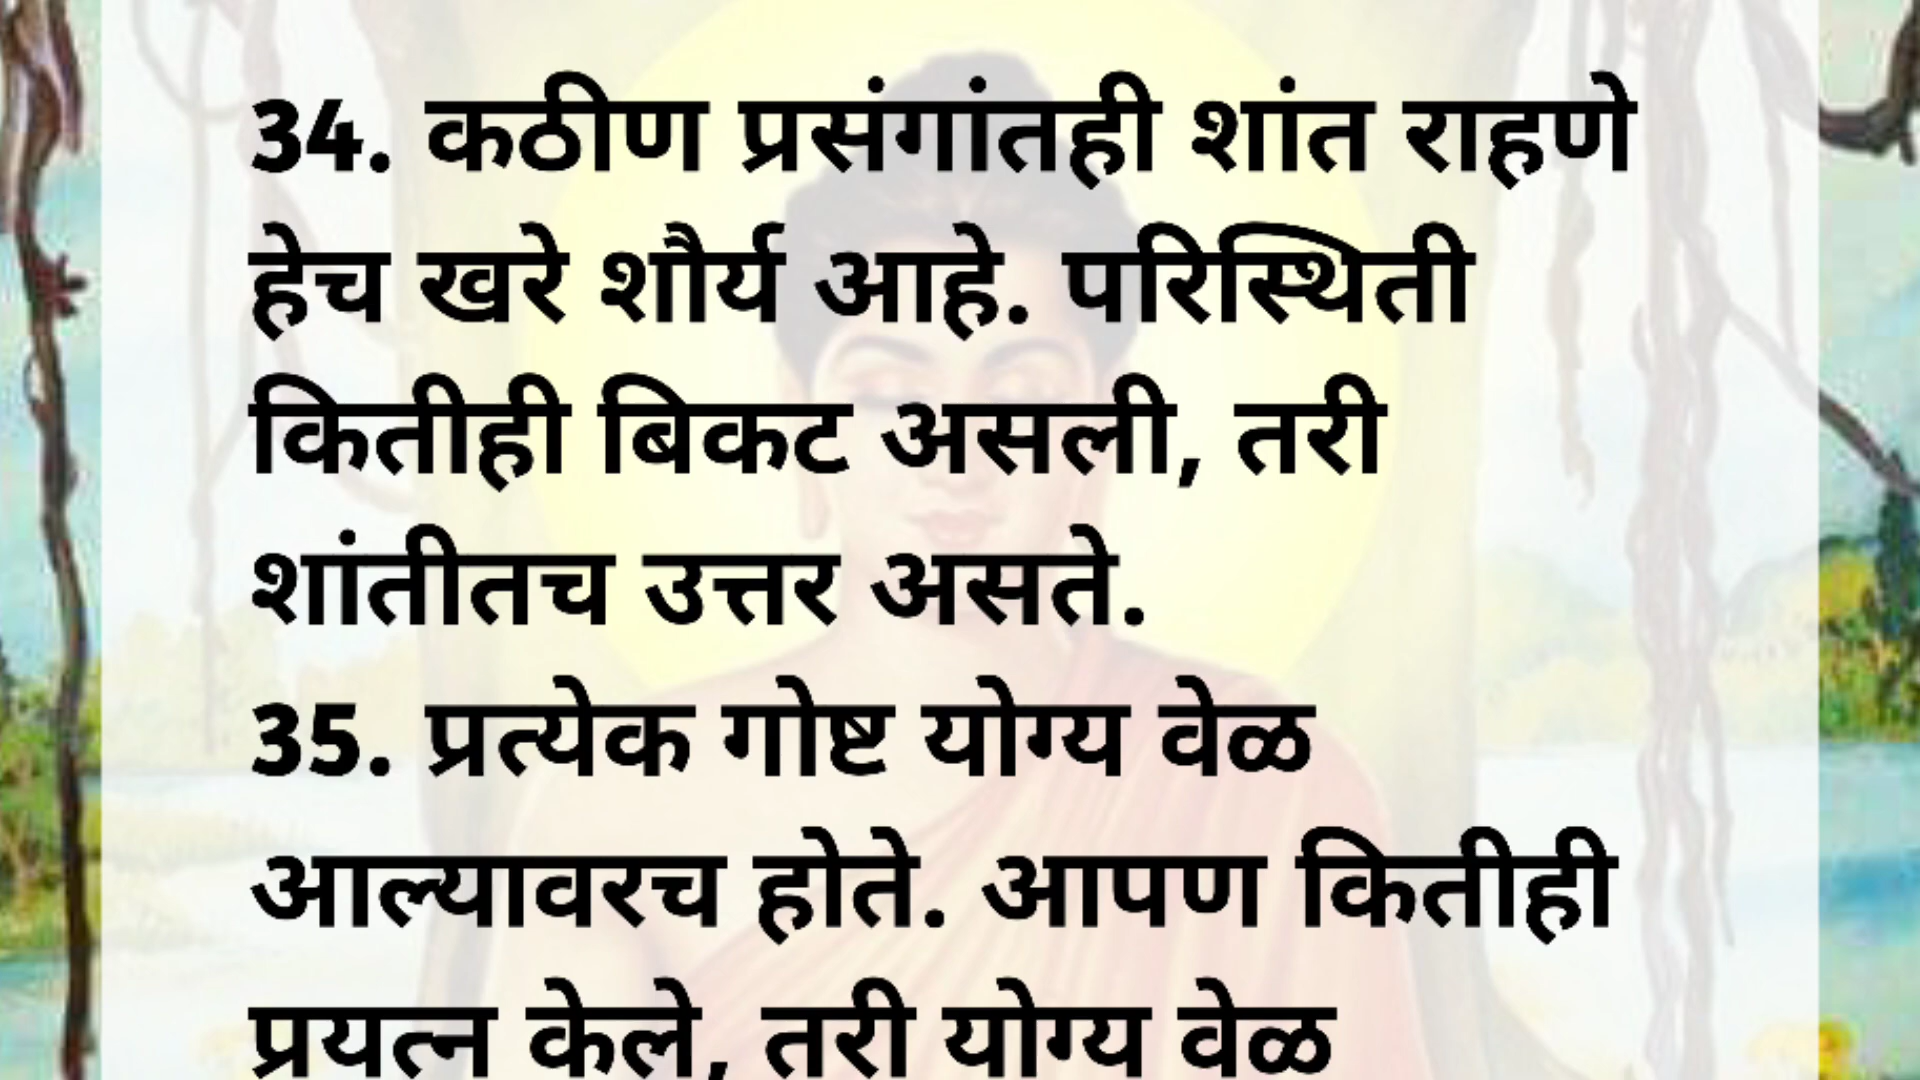 34. कठीण प्रसंगांतही शांत राहणे
हेच खरे शौर्य आहे. परिस्थिती
कितीही बिकट असली, तरी
शांतीतच उत्तर असते.
35. प्रत्येक गोष्ट योग्य वेळ
आल्यावरच होते. आपण कितीही
प्रयत्न केले, तरी योग्य वेळ